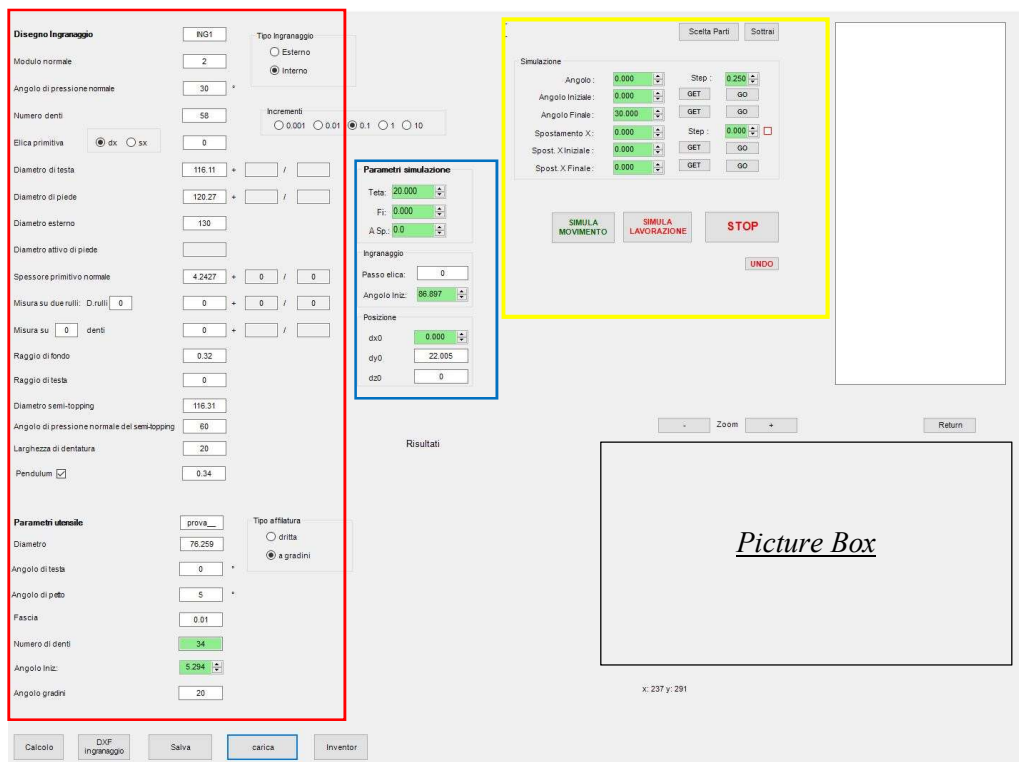 Disegno Ingranaggio ING1
Modulo normale 2
Angolo di pressione normale 30 °
Numero denti 58
Elica primitiva dx sx 0
Diametro di testa 116.11 + /
Diametro di piede 120.27 + /
Diametro esterno 130
Diametro attivo di piede
Spessore primitivo normale 4.2427 + 0 / 0
Misura su due rulli: D.rulli 0 0 + 0 / 0
Misura su 0 denti 0 + /
Raggio di fondo 0.32
Raggio di testa 0
Diametro semi-topping 116.31
Angolo di pressione normale del semi-topping 60
Larghezza di dentatura 20
Pendulum 0.34
Tipo Ingranaggio
Esterno
Interno
Incrementi
0.001 0.01 0.1 1 10
Parametri utensile prova__
Diametro 76.259
Angolo di testa 0 °
Angolo di petto 5 °
Fascia 0.01
Numero di denti 34
Angolo Iniz: 5.294
Angolo gradini 20
Tipo affilatura
dritta
a gradini
Parametri simulazione
Teta: 20.000
Fi: 0.000
A Sp.: 0.0
Ingranaggio
Passo elica: 0
Angolo Iniz: 86.897
Posizione
dx0 0.000
dy0 22.005
dz0 0
Risultati
Scelta Parti Sottrai
Simulazione
Angolo : 0.000 Step : 0.250
Angolo Iniziale : 0.000 GET GO
Angolo Finale : 30.000 GET GO
Spostamento X : 0.000 Step : 0.000
Spost. X Iniziale : 0.000 GET GO
Spost. X Finale : 0.000 GET GO
SIMULA
MOVIMENTO
SIMULA
LAVORAZIONE
STOP
UNDO
- Zoom + Return
Picture Box
x: 237 y: 291
Calcolo
DXF
ingranaggio
Salva carica Inventor